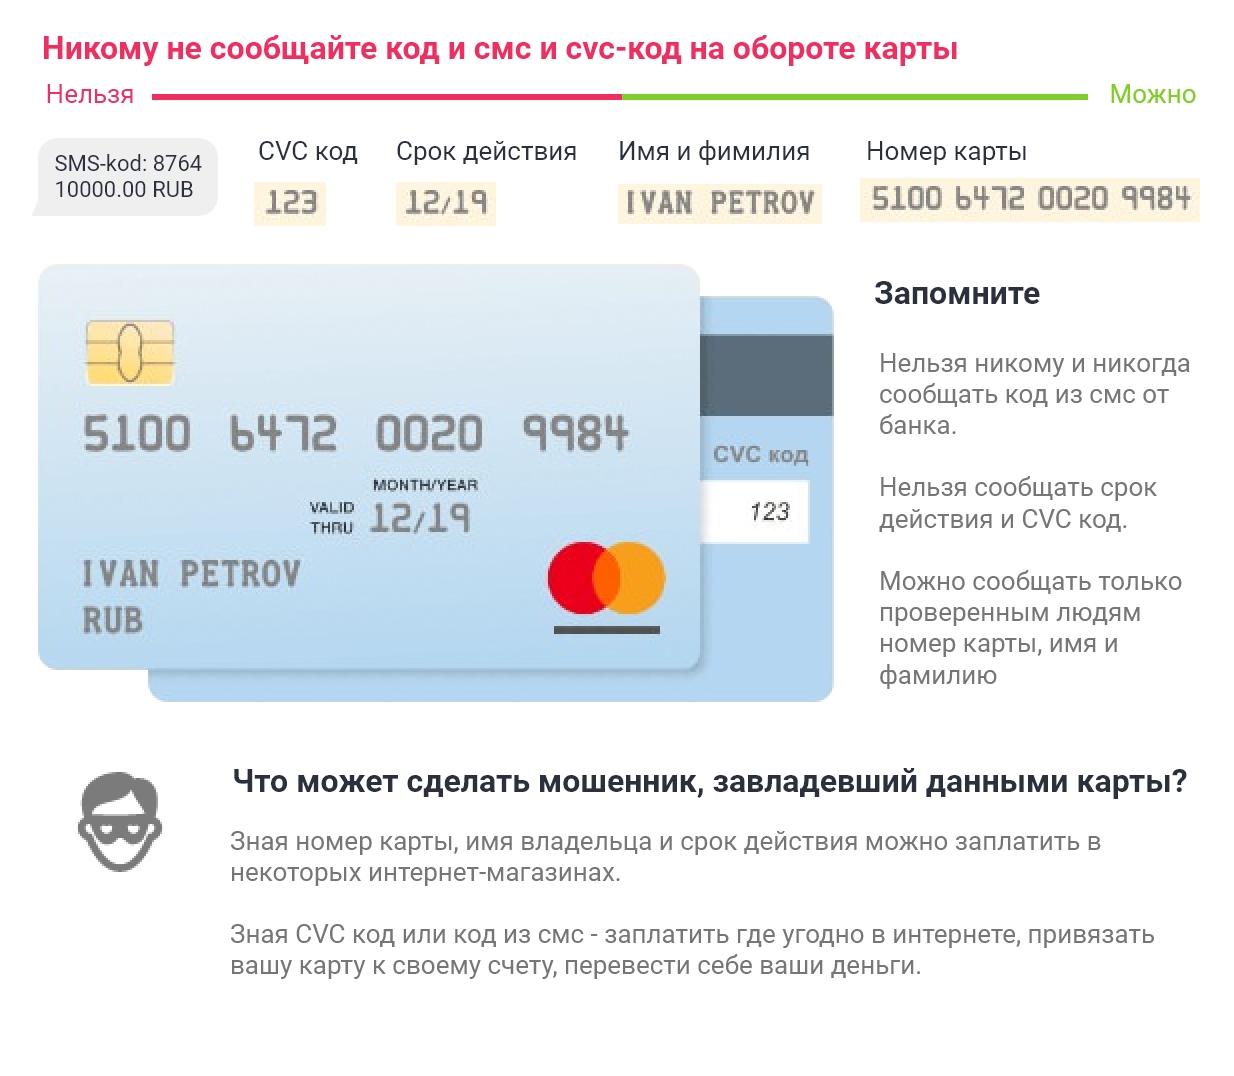 Никому не сообщайте код и смс и cvc-код на обороте карты
Нельзя
Можно
SMS-kod: 8764
10000.00 RUB
CVC код
123
Срок действия
12/19
Имя и фимилия
IVAN PETROV
Номер карты
5100 6472 0020 9984
5100 6472 0020 9984
MONTH/YEAR
VALID
THRU 12/19
IVAN PETROV
RUB
CVC код
123
Запомните
Нельзя никому и никогда
сообщать код из смс от
банка.
Нельзя сообщать срок
действия и CVC код.
Можно сообщать только
проверенным людям
номер карты, имя и
фамилию
Что может сделать мошенник, завладевший данными карты?
Зная номер карты, имя владельца и срок действия можно заплатить в
некоторых интернет-магазинах.
Зная CVC код или код из смс - заплатить где угодно в интернете, привязать
вашу карту к своему счету, перевести себе ваши деньги.